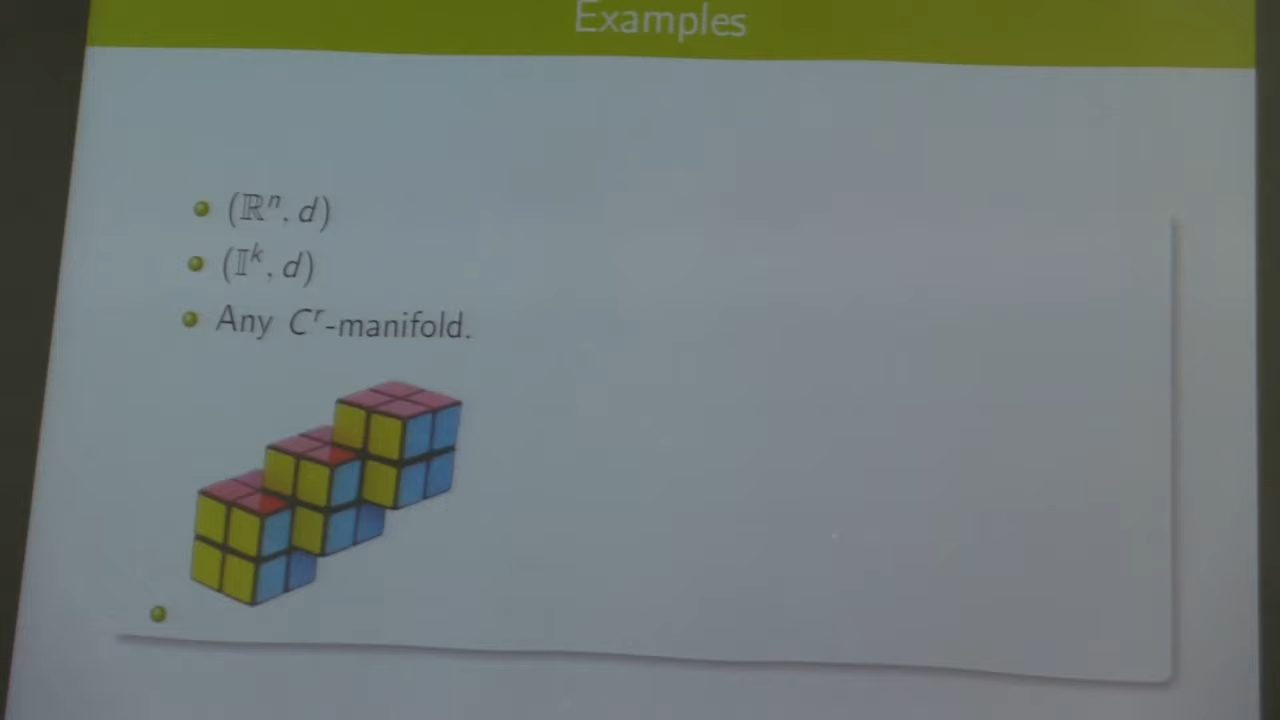 Examples
(ℝⁿ, d)
(𝕀ᵏ, d)
Any Cʳ-manifold.